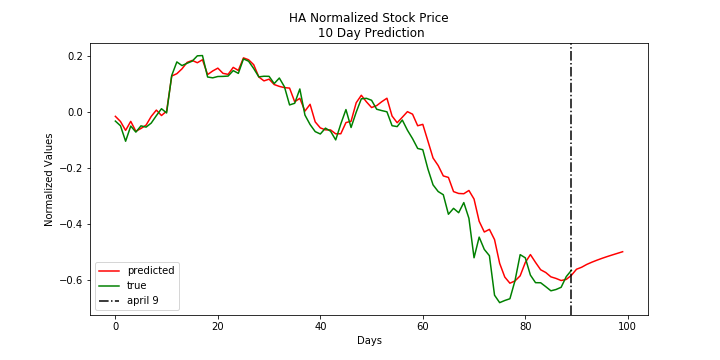 HA Normalized Stock Price
10 Day Prediction
Normalized Values
0.2
0.0
−0.2
−0.4
−0.6
predicted
true
april 9
0
20
40
60
80
100
Days